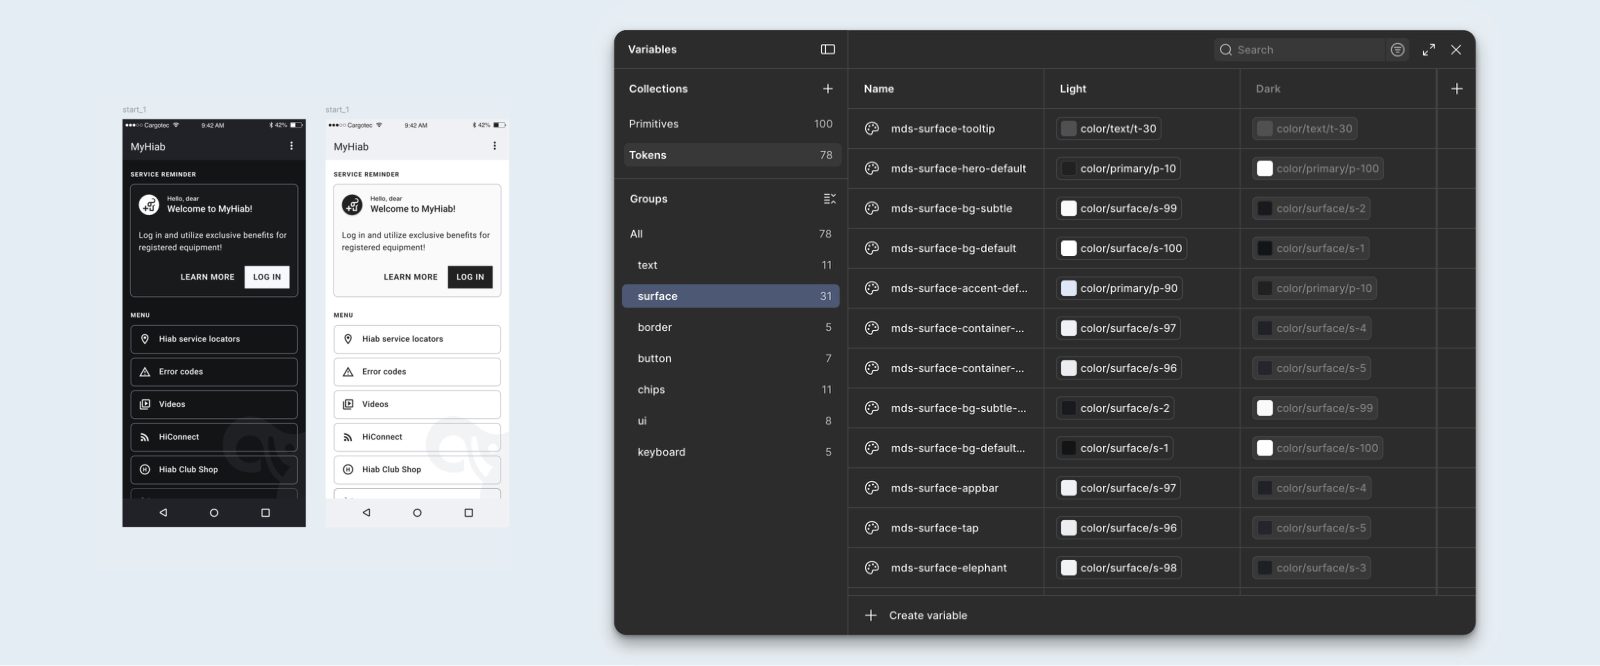 start_1
Cargotec 9:42 AM 42%
MyHiab
SERVICE REMINDER
Hello, dear
Welcome to MyHiab!
Log in and utilize exclusive benefits for
registered equipment!
LEARN MORE LOG IN
MENU
Hiab service locators
Error codes
Videos
HiConnect
Hiab Club Shop
start_1
Cargotec 9:42 AM 42%
MyHiab
SERVICE REMINDER
Hello, dear
Welcome to MyHiab!
Log in and utilize exclusive benefits for
registered equipment!
LEARN MORE LOG IN
MENU
Hiab service locators
Error codes
Videos
HiConnect
Hiab Club Shop
Variables
Search
Collections
Primitives 100
Tokens 78
Groups
All 78
text 11
surface 31
border 5
button 7
chips 11
ui 8
keyboard 5
Name Light Dark
mds-surface-tooltip color/text/t-30 color/text/t-30
mds-surface-hero-default color/primary/p-10 color/primary/p-100
mds-surface-bg-subtle color/surface/s-99 color/surface/s-2
mds-surface-bg-default color/surface/s-100 color/surface/s-1
mds-surface-accent-def... color/primary/p-90 color/primary/p-10
mds-surface-container-... color/surface/s-97 color/surface/s-4
mds-surface-container-... color/surface/s-96 color/surface/s-5
mds-surface-bg-subtle-... color/surface/s-2 color/surface/s-99
mds-surface-bg-default... color/surface/s-1 color/surface/s-100
mds-surface-appbar color/surface/s-97 color/surface/s-4
mds-surface-tap color/surface/s-96 color/surface/s-5
mds-surface-elephant color/surface/s-98 color/surface/s-3
Create variable